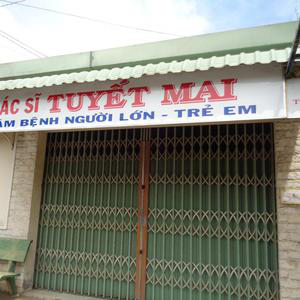 ÁC SĨ TUYẾT MAI
ÁM BỆNH NGƯỜI LỚN - TRẺ EM
T